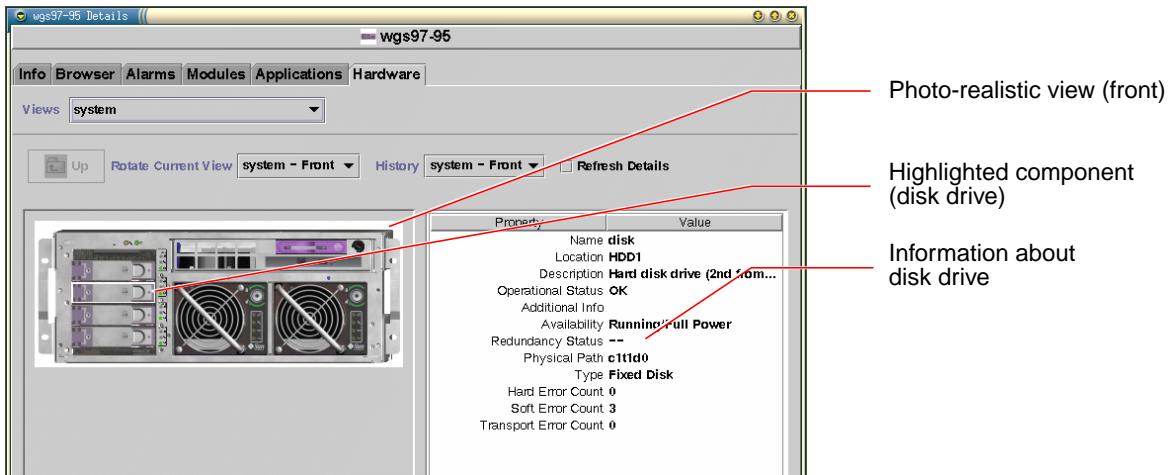 wgs97-95 Details
wgs97-95
Info Browser Alarms Modules Applications Hardware
Views system
Up Rotate Current View system - Front History system - Front Refresh Details
Property Value
Name disk
Location HDD1
Description Hard disk drive (2nd from...
Operational Status OK
Additional Info
Availability Running/Full Power
Redundancy Status --
Physical Path c1t1d0
Type Fixed Disk
Hard Error Count 0
Soft Error Count 3
Transport Error Count 0
Photo-realistic view (front)
Highlighted component
(disk drive)
Information about
disk drive